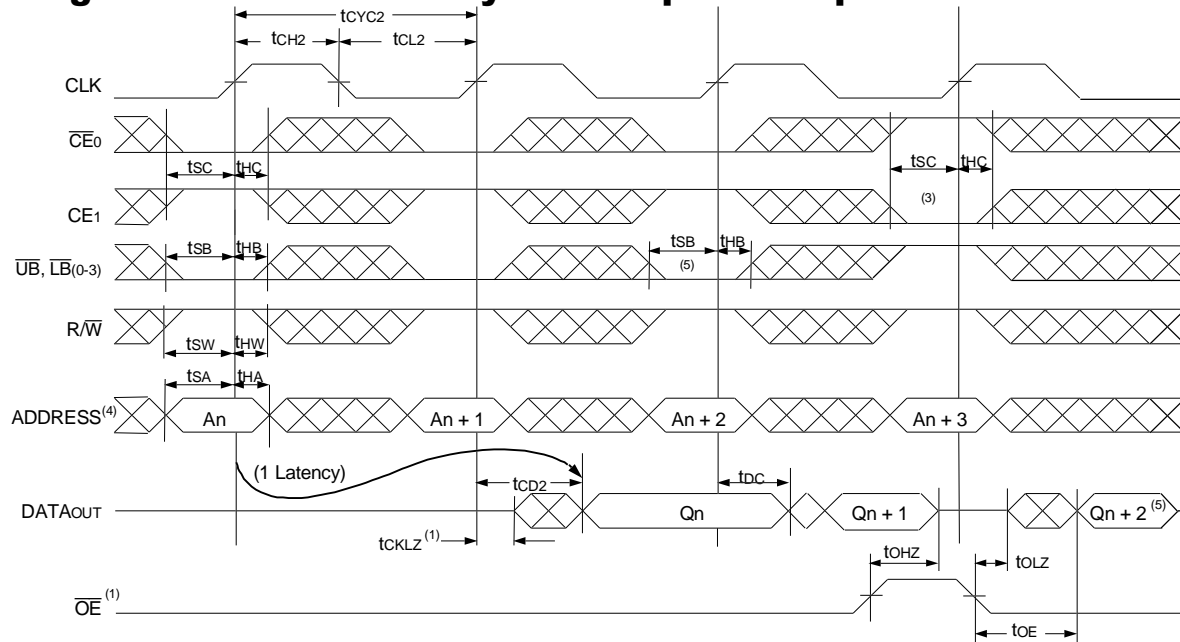 tCYC2
tCH2 tCL2
CLK
CE0
tSC tHC tSC tHC
(3)
CE1
tSB tHB tSB tHB
(5)
UB, LB(0-3)
R/W
tSW tHW
tSA tHA
ADDRESS(4) An An + 1 An + 2 An + 3
(1 Latency)
tCD2 tDC
DATAOUT Qn Qn + 1 Qn + 2 (5)
tCKLZ(1)
tOHZ tOLZ
OE (1)
tOE